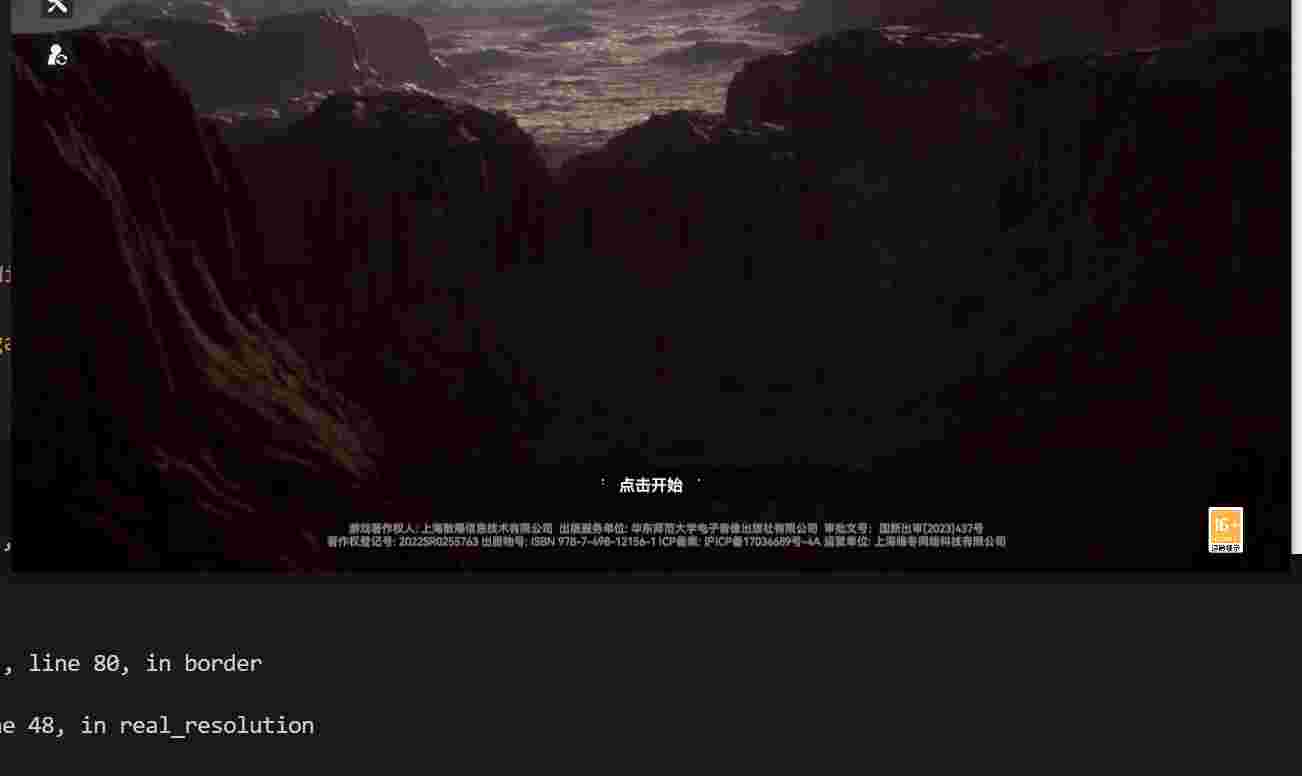 点击开始
游戏著作权人: 上海散爆信息技术有限公司 出版服务单位: 华东师范大学电子音像出版社有限公司 审批文号: 国新出审[2023]437号
著作权登记号: 2022SR0255763 出版物号: ISBN 978-7-498-12156-1 ICP备案: 沪ICP备17036689号-4A 运营单位: 上海暗冬网络科技有限公司
16+
适龄提示
, line 80, in border
e 48, in real_resolution